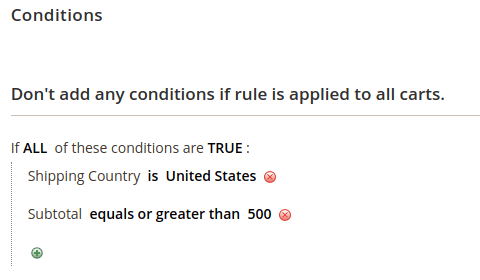 Conditions
Don't add any conditions if rule is applied to all carts.
If ALL of these conditions are TRUE :
Shipping Country is United States
Subtotal equals or greater than 500